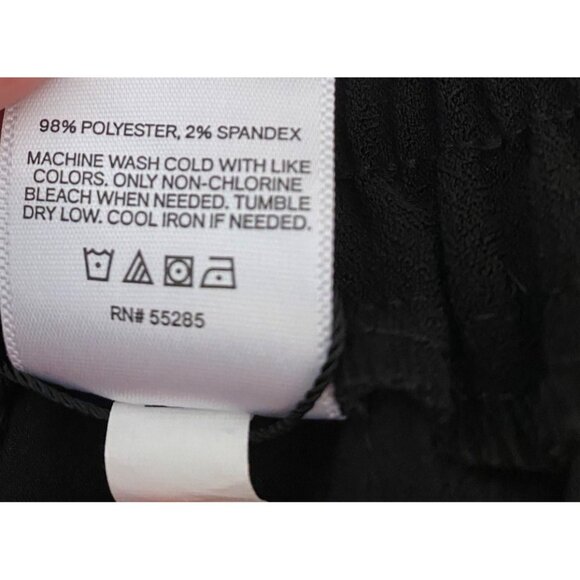 98% POLYESTER, 2% SPANDEX
MACHINE WASH COLD WITH LIKE
COLORS. ONLY NON-CHLORINE
BLEACH WHEN NEEDED. TUMBLE
DRY LOW. COOL IRON IF NEEDED.
RN# 55285